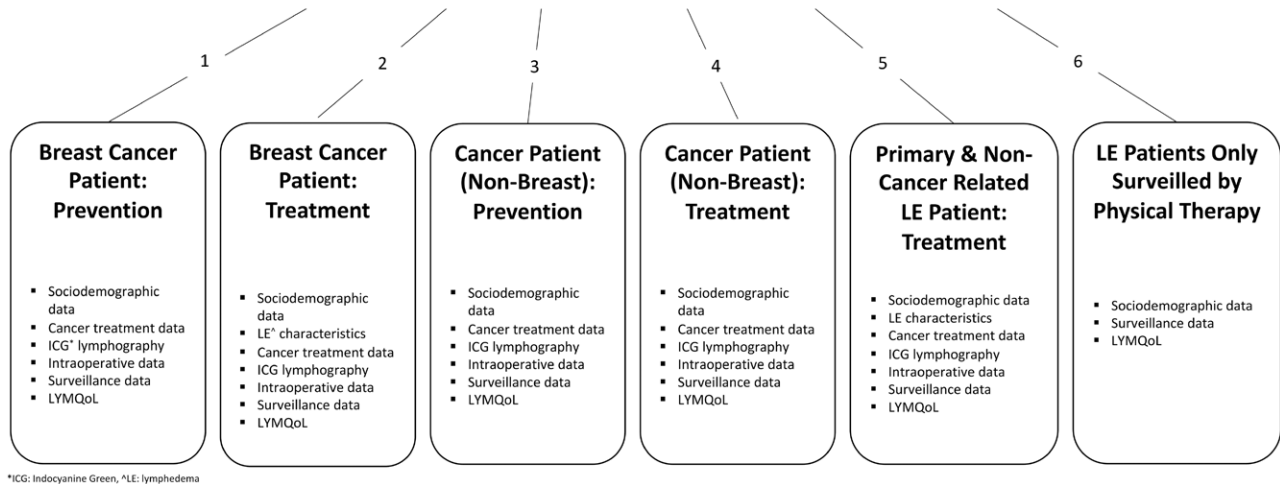 1
2
3
4
5
6
Breast Cancer
Patient:
Prevention
▪ Sociodemographic
data
▪ Cancer treatment data
▪ ICG* lymphography
▪ Intraoperative data
▪ Surveillance data
▪ LYMQoL
Breast Cancer
Patient:
Treatment
▪ Sociodemographic
data
▪ LE^ characteristics
▪ Cancer treatment data
▪ ICG lymphography
▪ Intraoperative data
▪ Surveillance data
▪ LYMQoL
Cancer Patient
(Non-Breast):
Prevention
▪ Sociodemographic
data
▪ Cancer treatment data
▪ ICG lymphography
▪ Intraoperative data
▪ Surveillance data
▪ LYMQoL
Cancer Patient
(Non-Breast):
Treatment
▪ Sociodemographic
data
▪ Cancer treatment data
▪ ICG lymphography
▪ Intraoperative data
▪ Surveillance data
▪ LYMQoL
Primary & Non-
Cancer Related
LE Patient:
Treatment
▪ Sociodemographic data
▪ LE characteristics
▪ Cancer treatment data
▪ ICG lymphography
▪ Intraoperative data
▪ Surveillance data
▪ LYMQoL
LE Patients Only
Surveilled by
Physical Therapy
▪ Sociodemographic data
▪ Surveillance data
▪ LYMQoL
*ICG: Indocyanine Green, ^LE: lymphedema